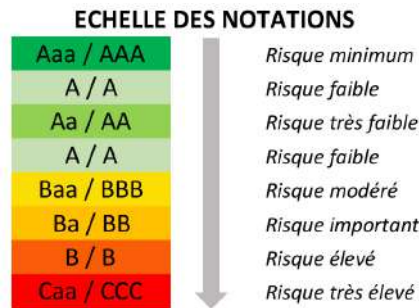 ECHELLE DES NOTATIONS
Aaa / AAA Risque minimum
A / A Risque faible
Aa / AA Risque très faible
A / A Risque faible
Baa / BBB Risque modéré
Ba / BB Risque important
B / B Risque élevé
Caa / CCC Risque très élevé